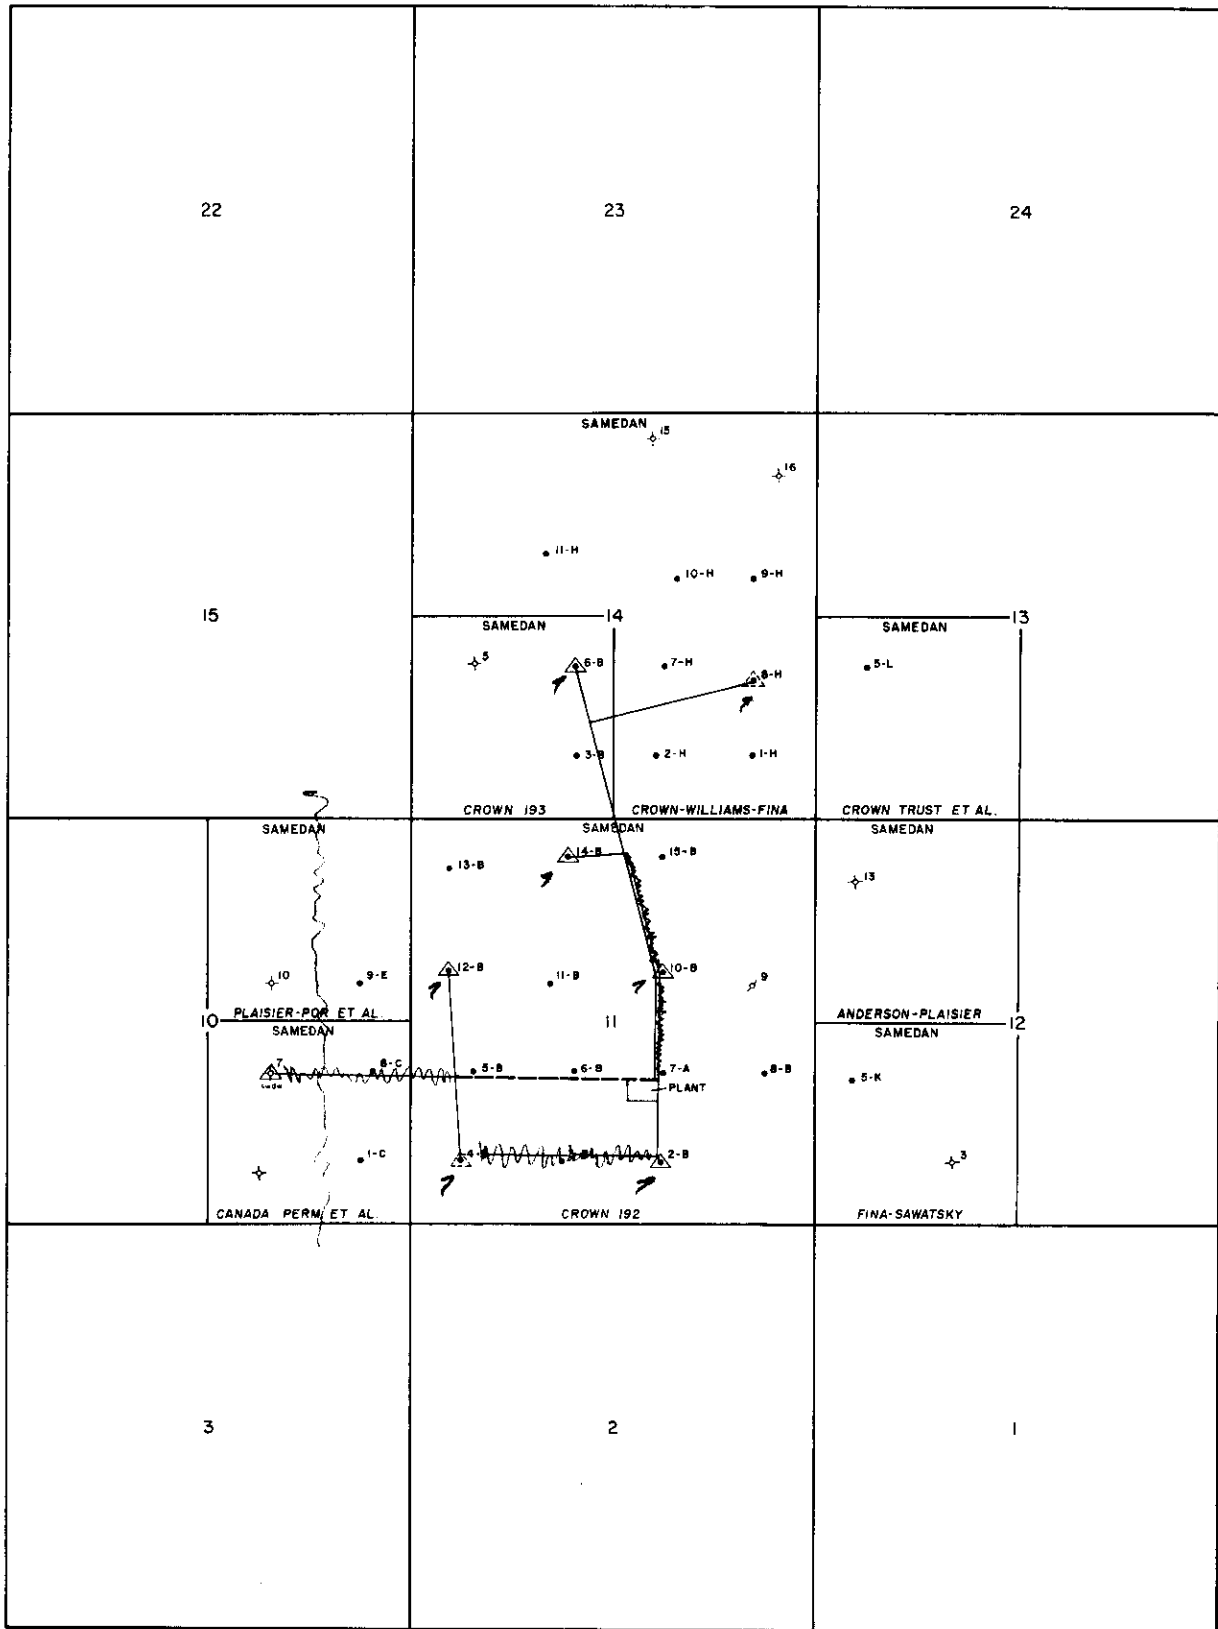 22
23
24
SAMEDAN
15
16
11-H
10-H
9-H
15
14
13
SAMEDAN
SAMEDAN
5
6-B
7-H
8-H
5-L
3-B
2-H
1-H
CROWN 193
CROWN-WILLIAMS-FINA
CROWN TRUST ET AL.
SAMEDAN
SAMEDAN
SAMEDAN
13-B
14-B
15-B
13
10
9-E
12-B
11-B
10-B
9
PLAISIER-POR ET AL.
ANDERSON-PLAISIER
10
11
12
SAMEDAN
SAMEDAN
7
8-C
5-B
6-B
7-A
8-B
5-K
PLANT
1-C
4-
2-B
3
CANADA PERM. ET AL.
CROWN 192
FINA-SAWATSKY
3
2
1